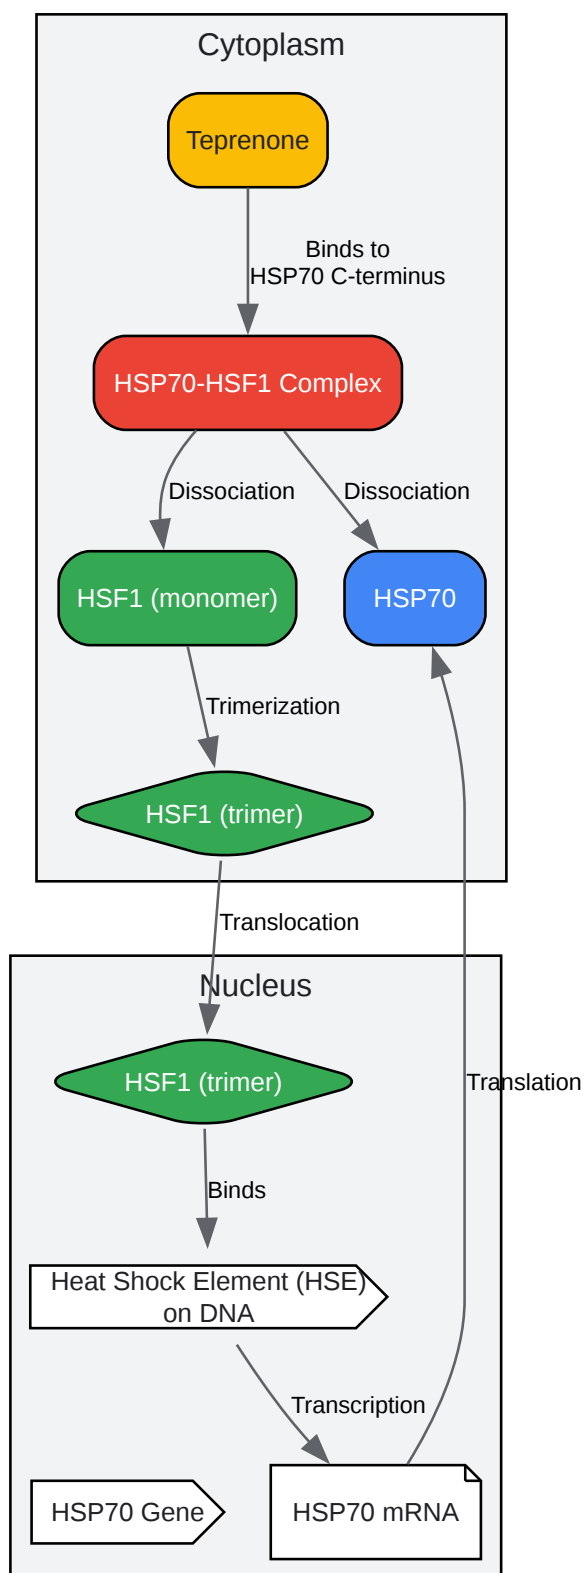 Cytoplasm
Teprenone
Binds to
HSP70 C-terminus
HSP70-HSF1 Complex
Dissociation
Dissociation
HSF1 (monomer)
HSP70
Trimerization
HSF1 (trimer)
Translocation
Nucleus
HSF1 (trimer)
Translation
Binds
Heat Shock Element (HSE)
on DNA
Transcription
HSP70 Gene
HSP70 mRNA